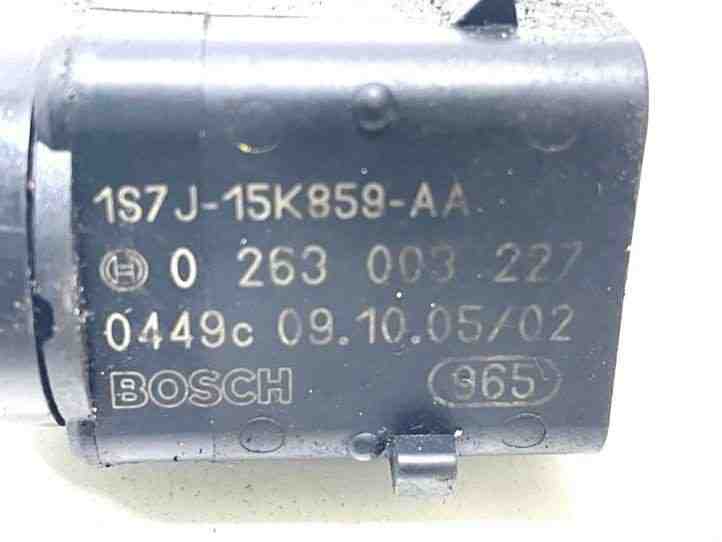 1S7J-15K859-AA
0 263 003 227
0449c 09.10.05/02
BOSCH 965